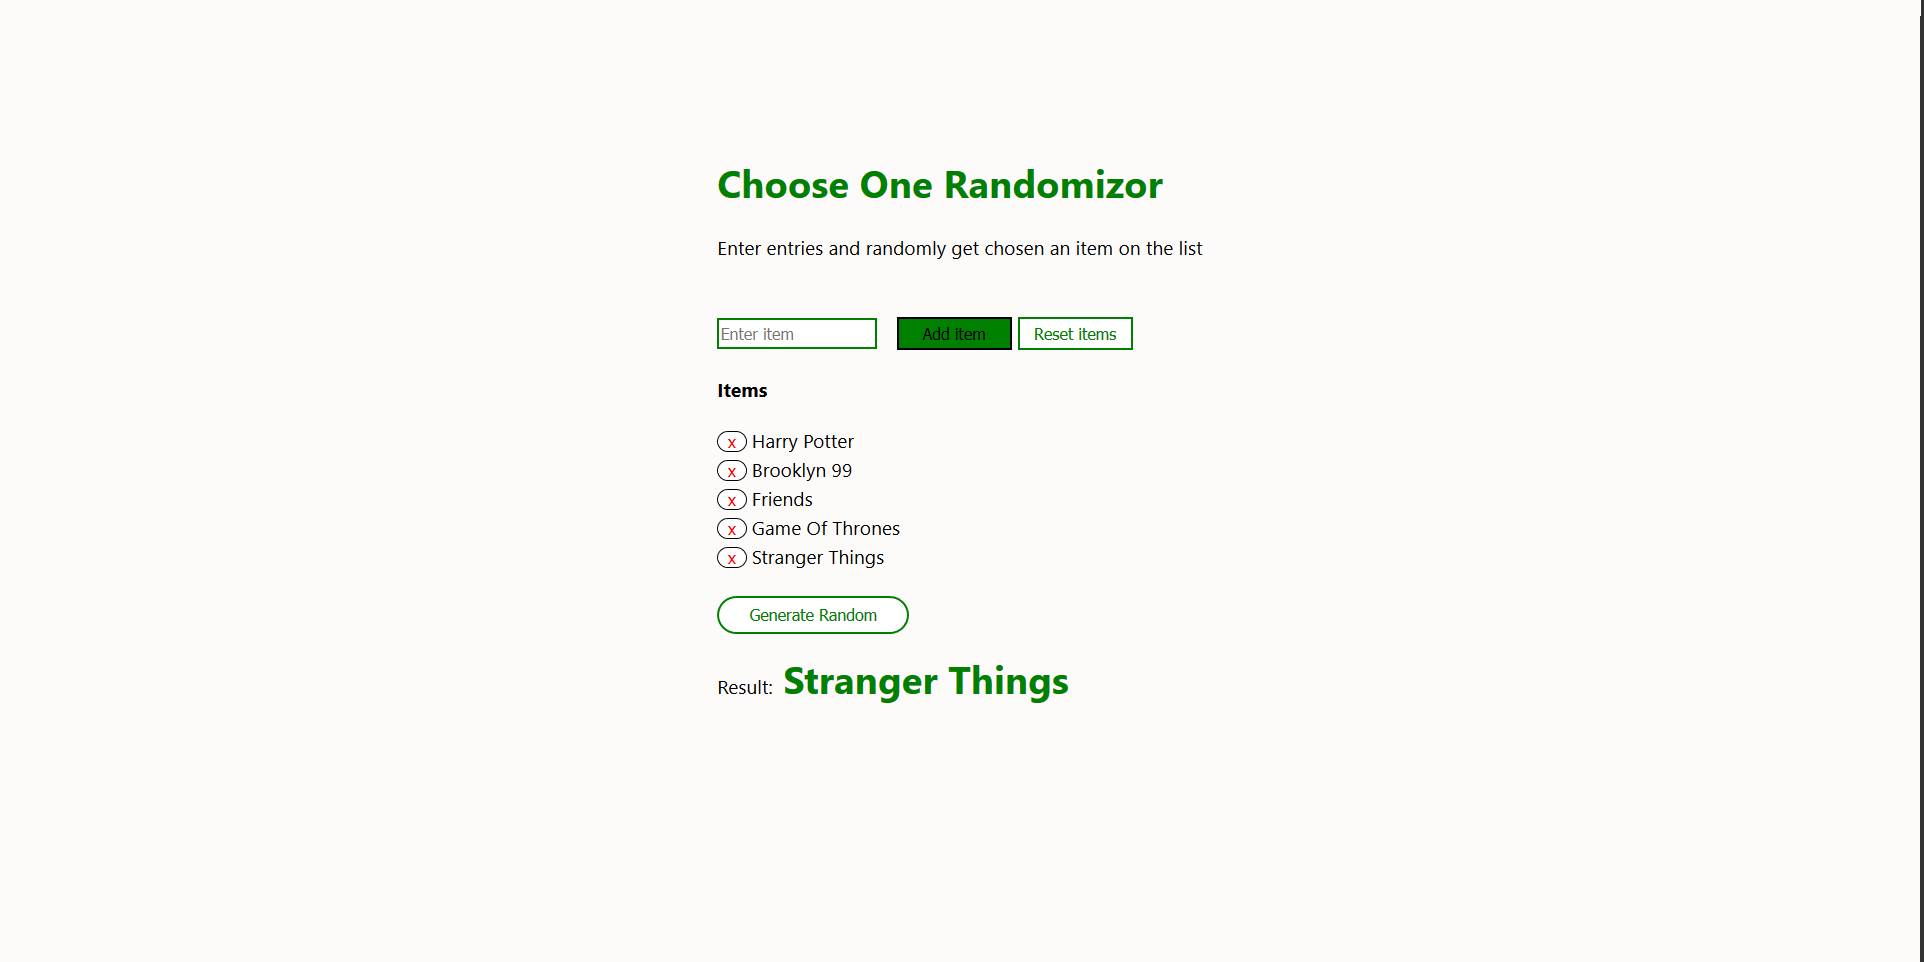 Choose One Randomizor
Enter entries and randomly get chosen an item on the list
Enter item Add item Reset items
Items
x Harry Potter
x Brooklyn 99
x Friends
x Game Of Thrones
x Stranger Things
Generate Random
Result: Stranger Things